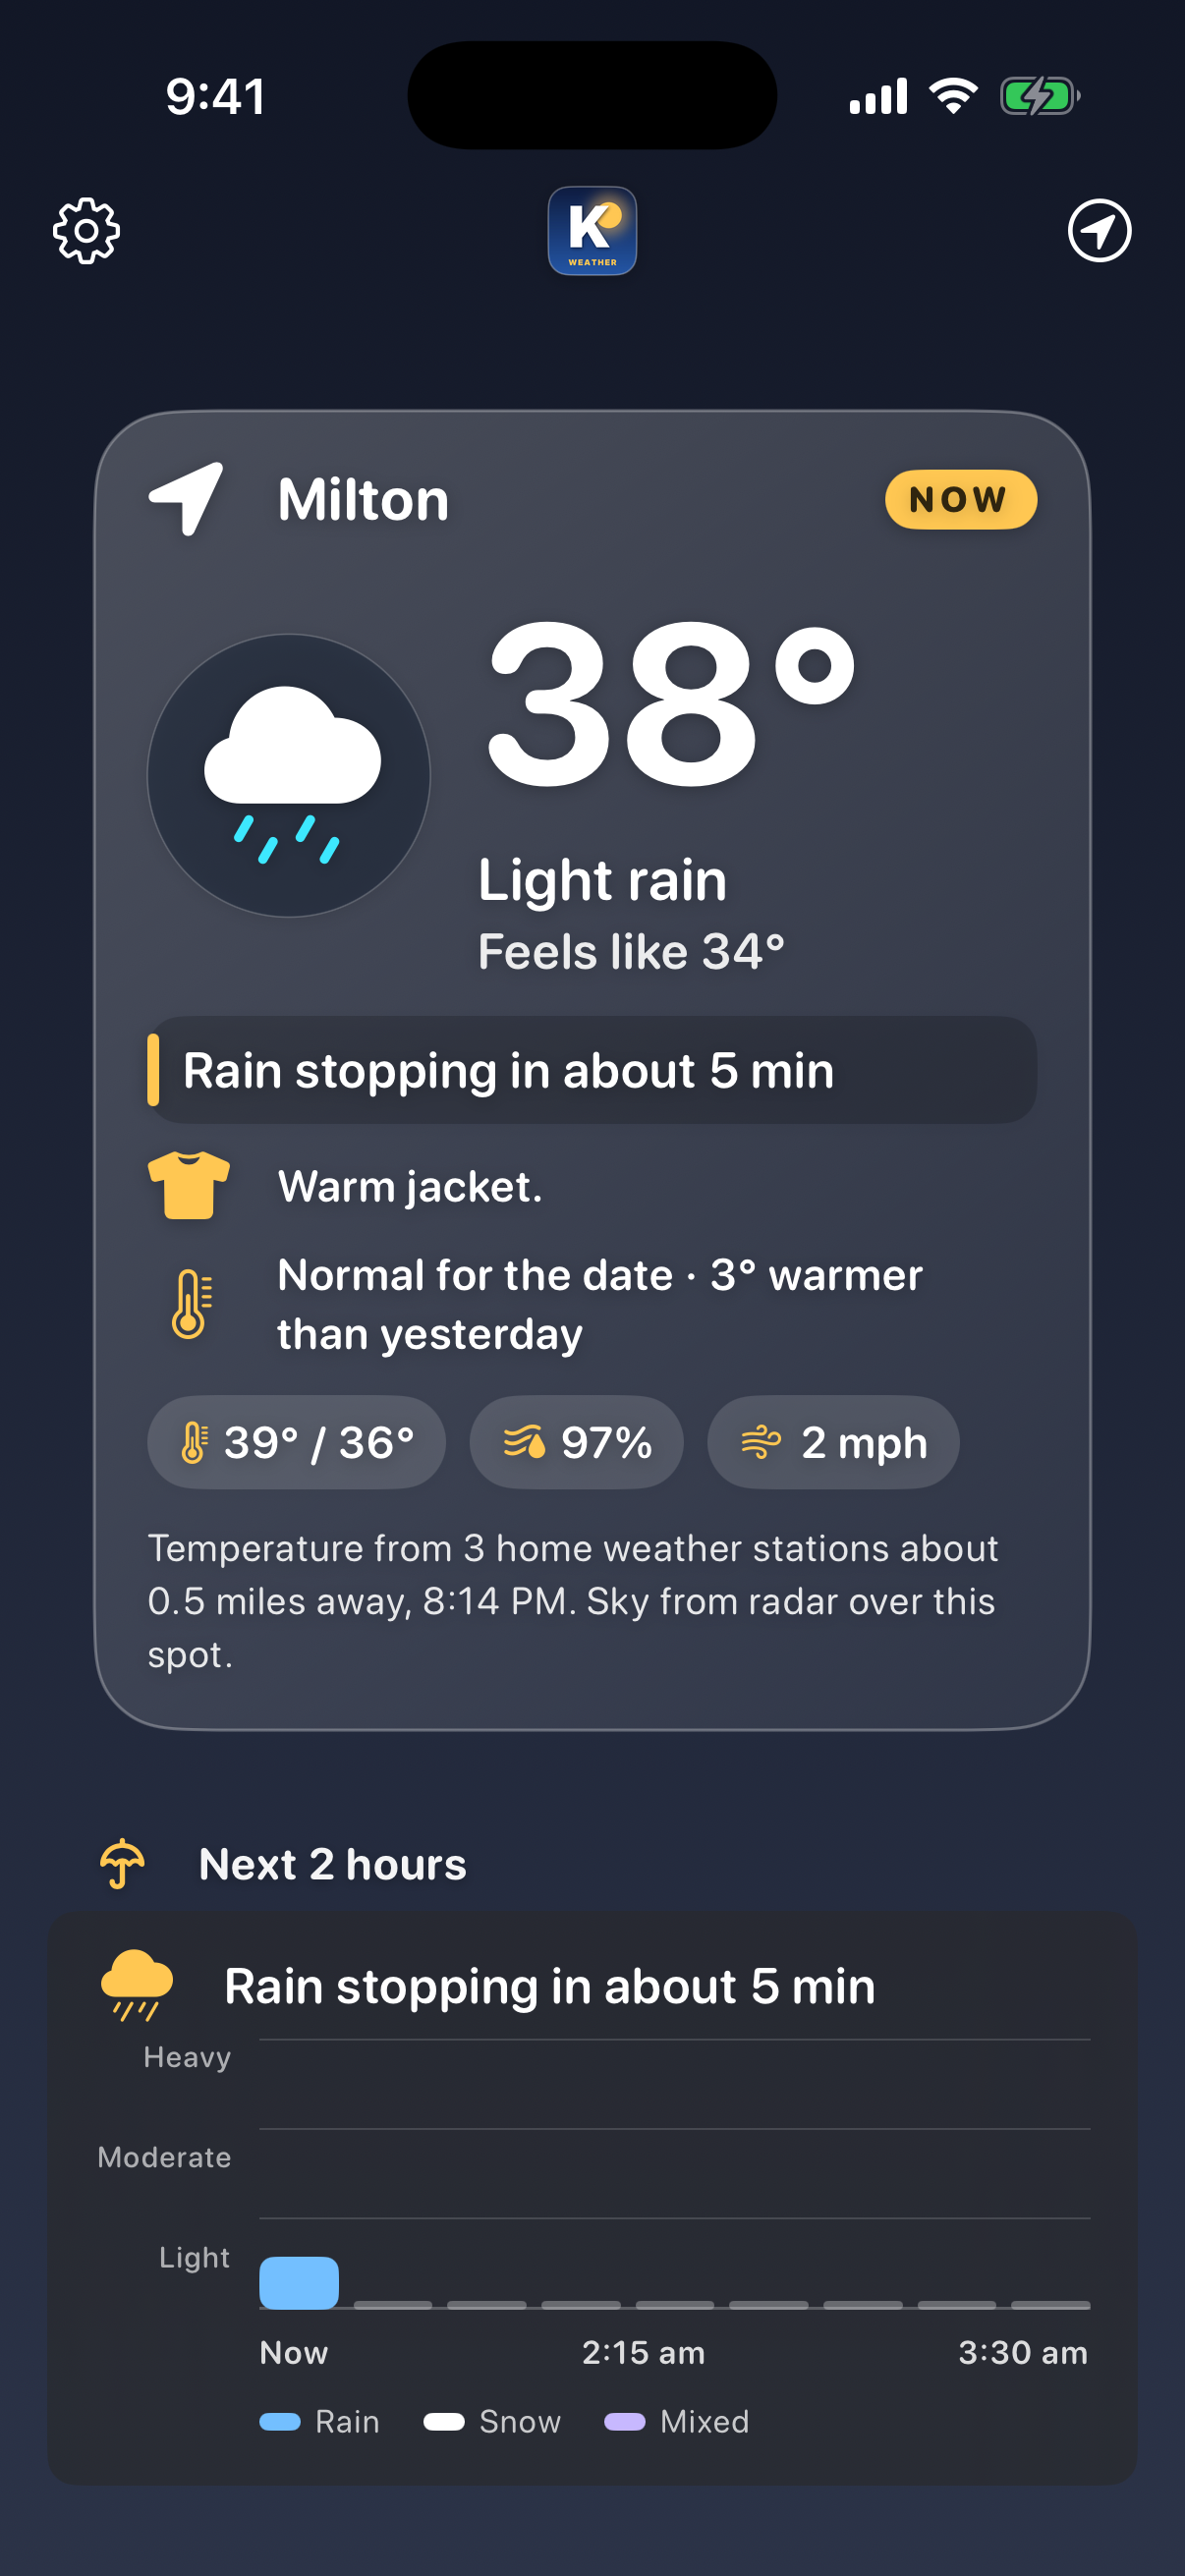 9:41
K
WEATHER
Milton
NOW
38°
Light rain
Feels like 34°
Rain stopping in about 5 min
Warm jacket.
Normal for the date · 3° warmer
than yesterday
39° / 36°
97%
2 mph
Temperature from 3 home weather stations about
0.5 miles away, 8:14 PM. Sky from radar over this
spot.
Next 2 hours
Rain stopping in about 5 min
Heavy
Moderate
Light
Now 2:15 am 3:30 am
Rain Snow Mixed